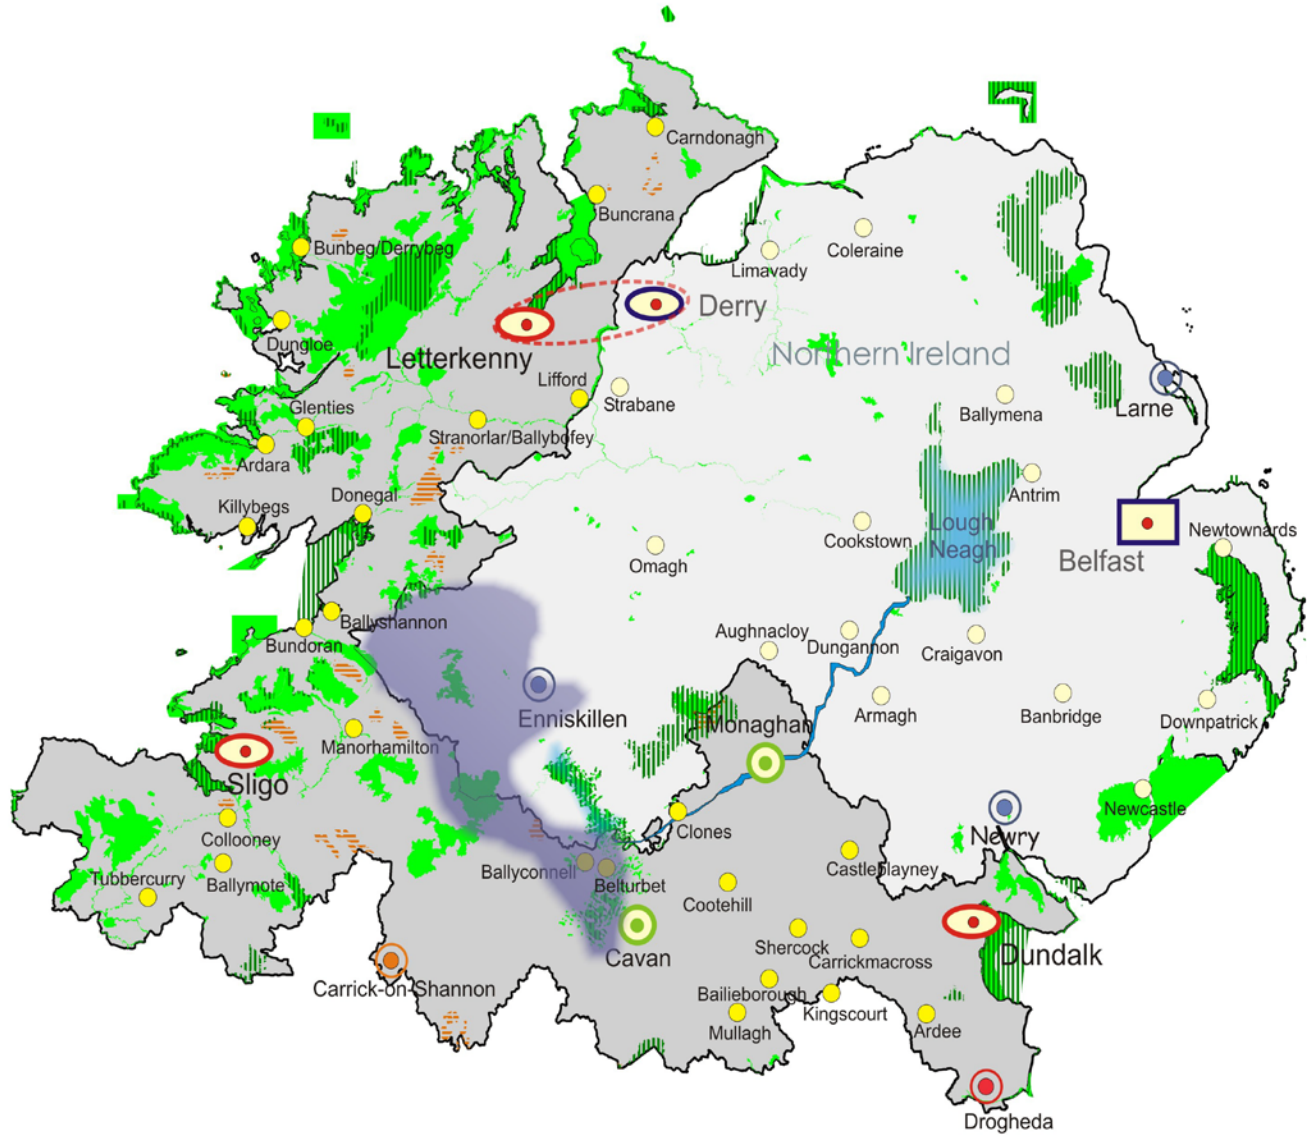 Carndonagh
Buncrana
Bunbeg/Derrybeg
Coleraine
Limavady
Derry
Dungloe
Letterkenny
Northern Ireland
Lifford
Strabane
Larne
Ballymena
Glenties
Stranorlar/Ballybofey
Ardara
Donegal
Antrim
Killybegs
Lough
Neagh
Cookstown
Newtownards
Belfast
Omagh
Ballyshannon
Bundoran
Aughnacloy
Dungannon
Craigavon
Enniskillen
Monaghan
Armagh
Banbridge
Downpatrick
Manorhamilton
Sligo
Newcastle
Collooney
Clones
Newry
Ballyconnell
Belturbet
Castleblayney
Tubbercurry
Ballymote
Cootehill
Shercock
Carrickmacross
Cavan
Dundalk
Carrick-on-Shannon
Bailieborough
Kingscourt
Mullagh
Ardee
Drogheda